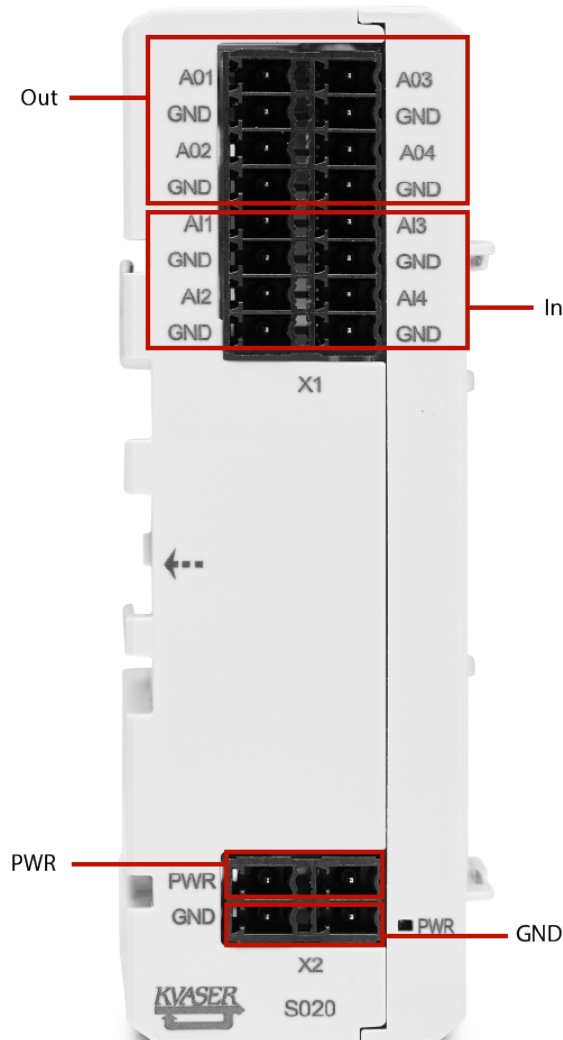 A01 A03
Out
GND GND
A02 A04
GND GND
AI1 AI3
GND GND
AI2 AI4
In
GND GND
X1
PWR
PWR
GND
PWR
GND
X2
KVASER
S020